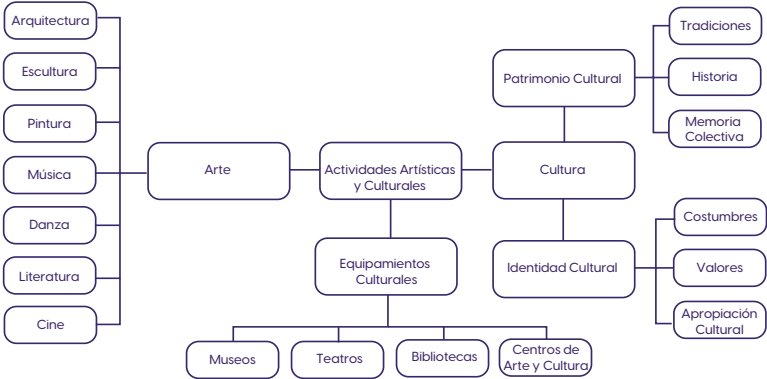 Arquitectura
Escultura
Pintura
Música
Danza
Literatura
Cine
Arte
Actividades Artísticas
y Culturales
Equipamientos
Culturales
Museos
Teatros
Bibliotecas
Centros de
Arte y Cultura
Patrimonio Cultural
Cultura
Identidad Cultural
Tradiciones
Historia
Memoria
Colectiva
Costumbres
Valores
Apropiación
Cultural